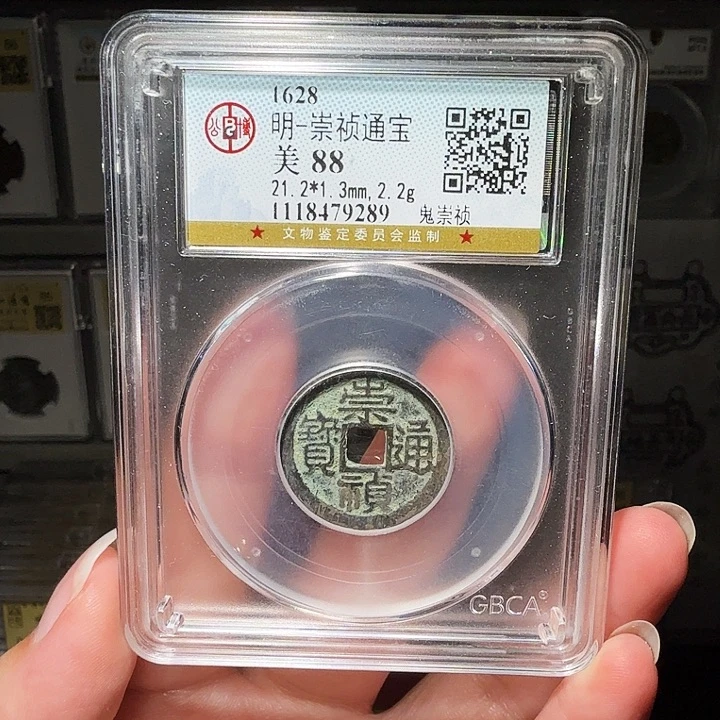 1628
明-崇祯通宝
美 88
21.2*1.3mm, 2.2g
1118479289 鬼崇祯
★ 文物鉴定委员会监制 ★
崇禎通寶
GBCA®